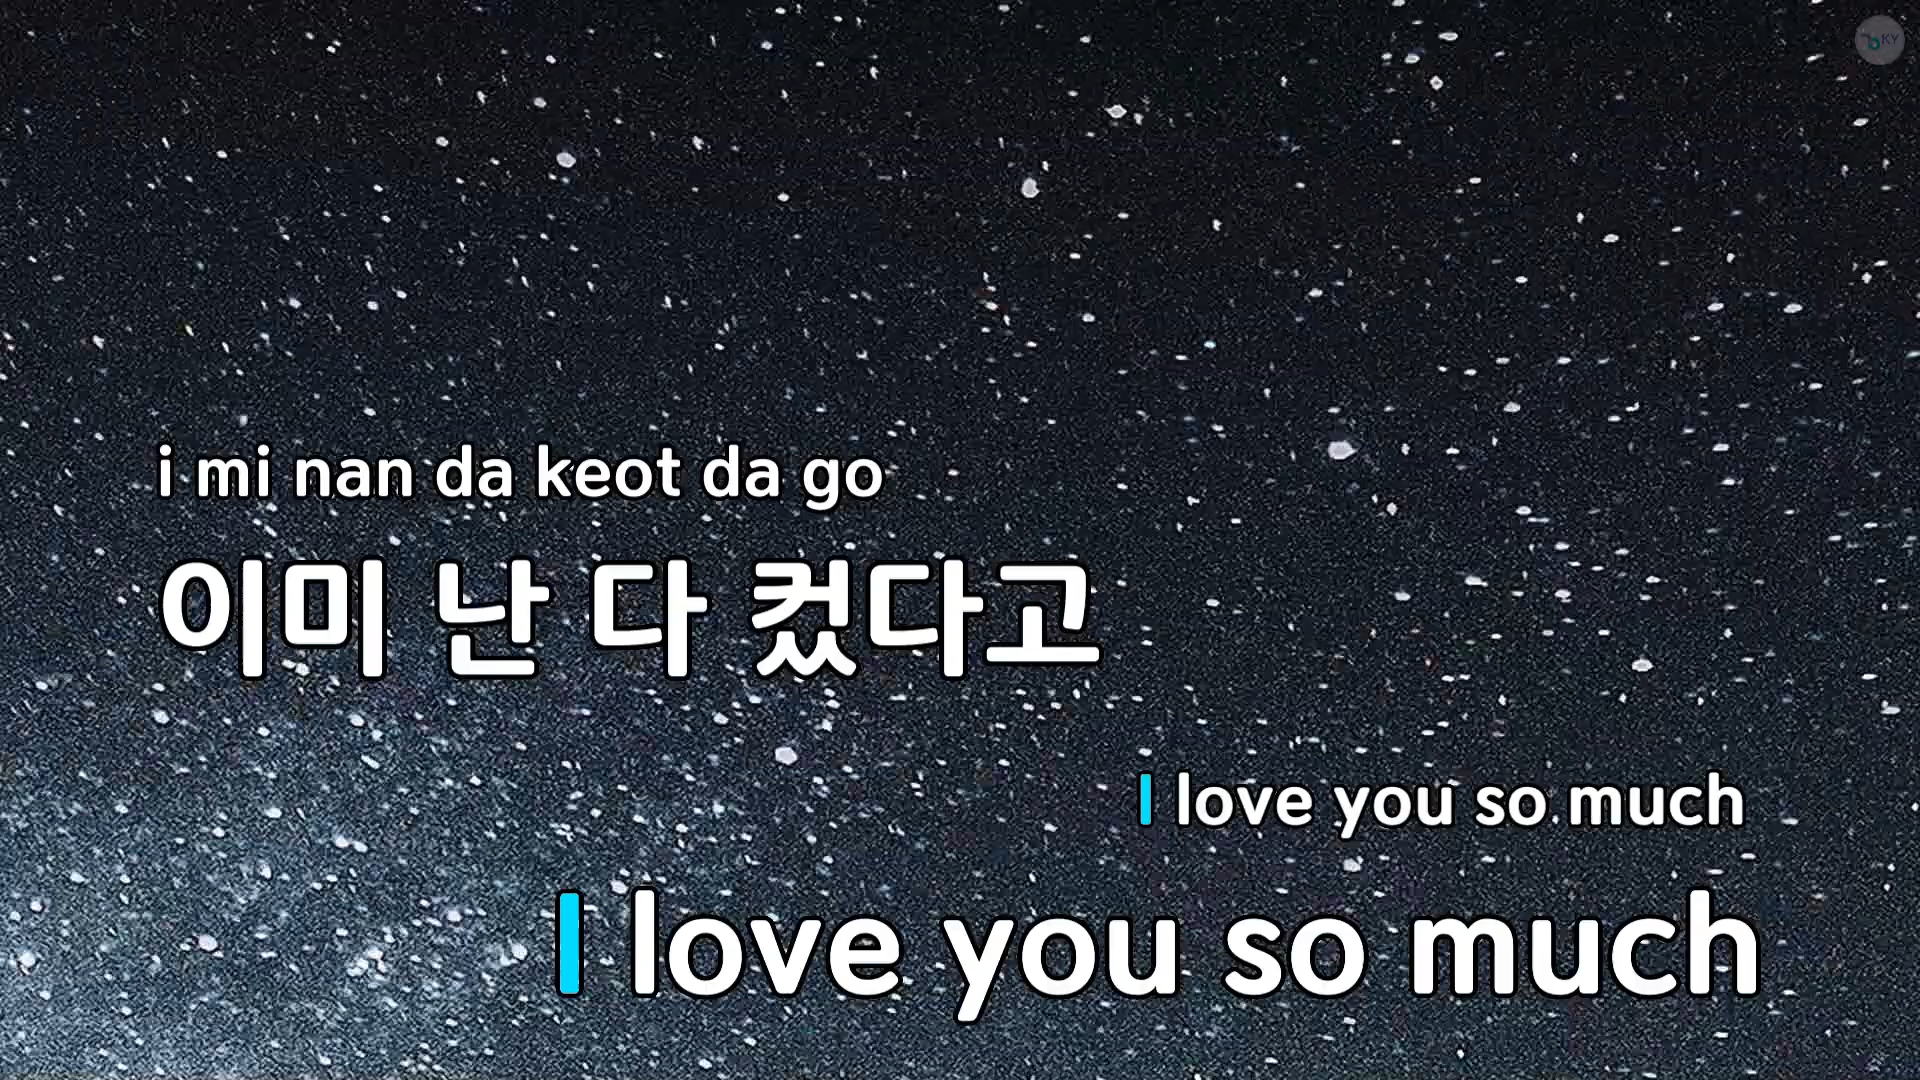 KY
i mi nan da keot da go
이미 난 다 컸다고
I love you so much
I love you so much